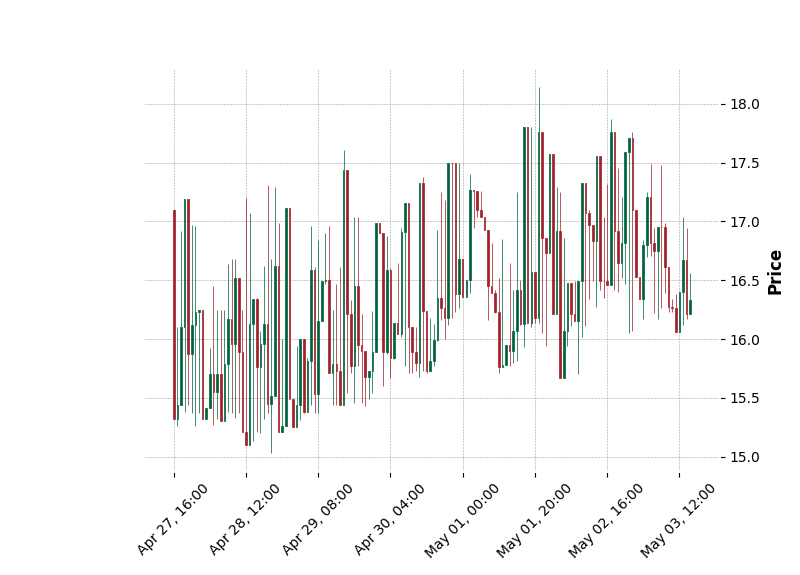 18.0
17.5
17.0
16.5
16.0
15.5
15.0
Price
Apr 27, 16:00
Apr 28, 12:00
Apr 29, 08:00
Apr 30, 04:00
May 01, 00:00
May 01, 20:00
May 02, 16:00
May 03, 12:00